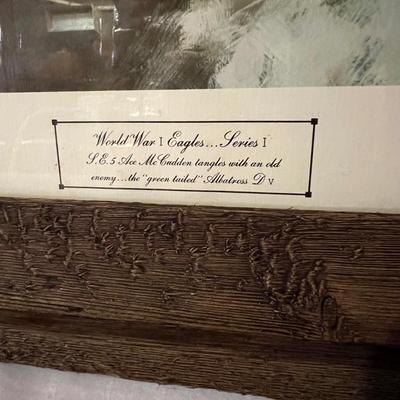 World War I Eagles...Series I
S.E.5 Ace McCudden tangles with an old
enemy...the "green tailed" Albatross D v